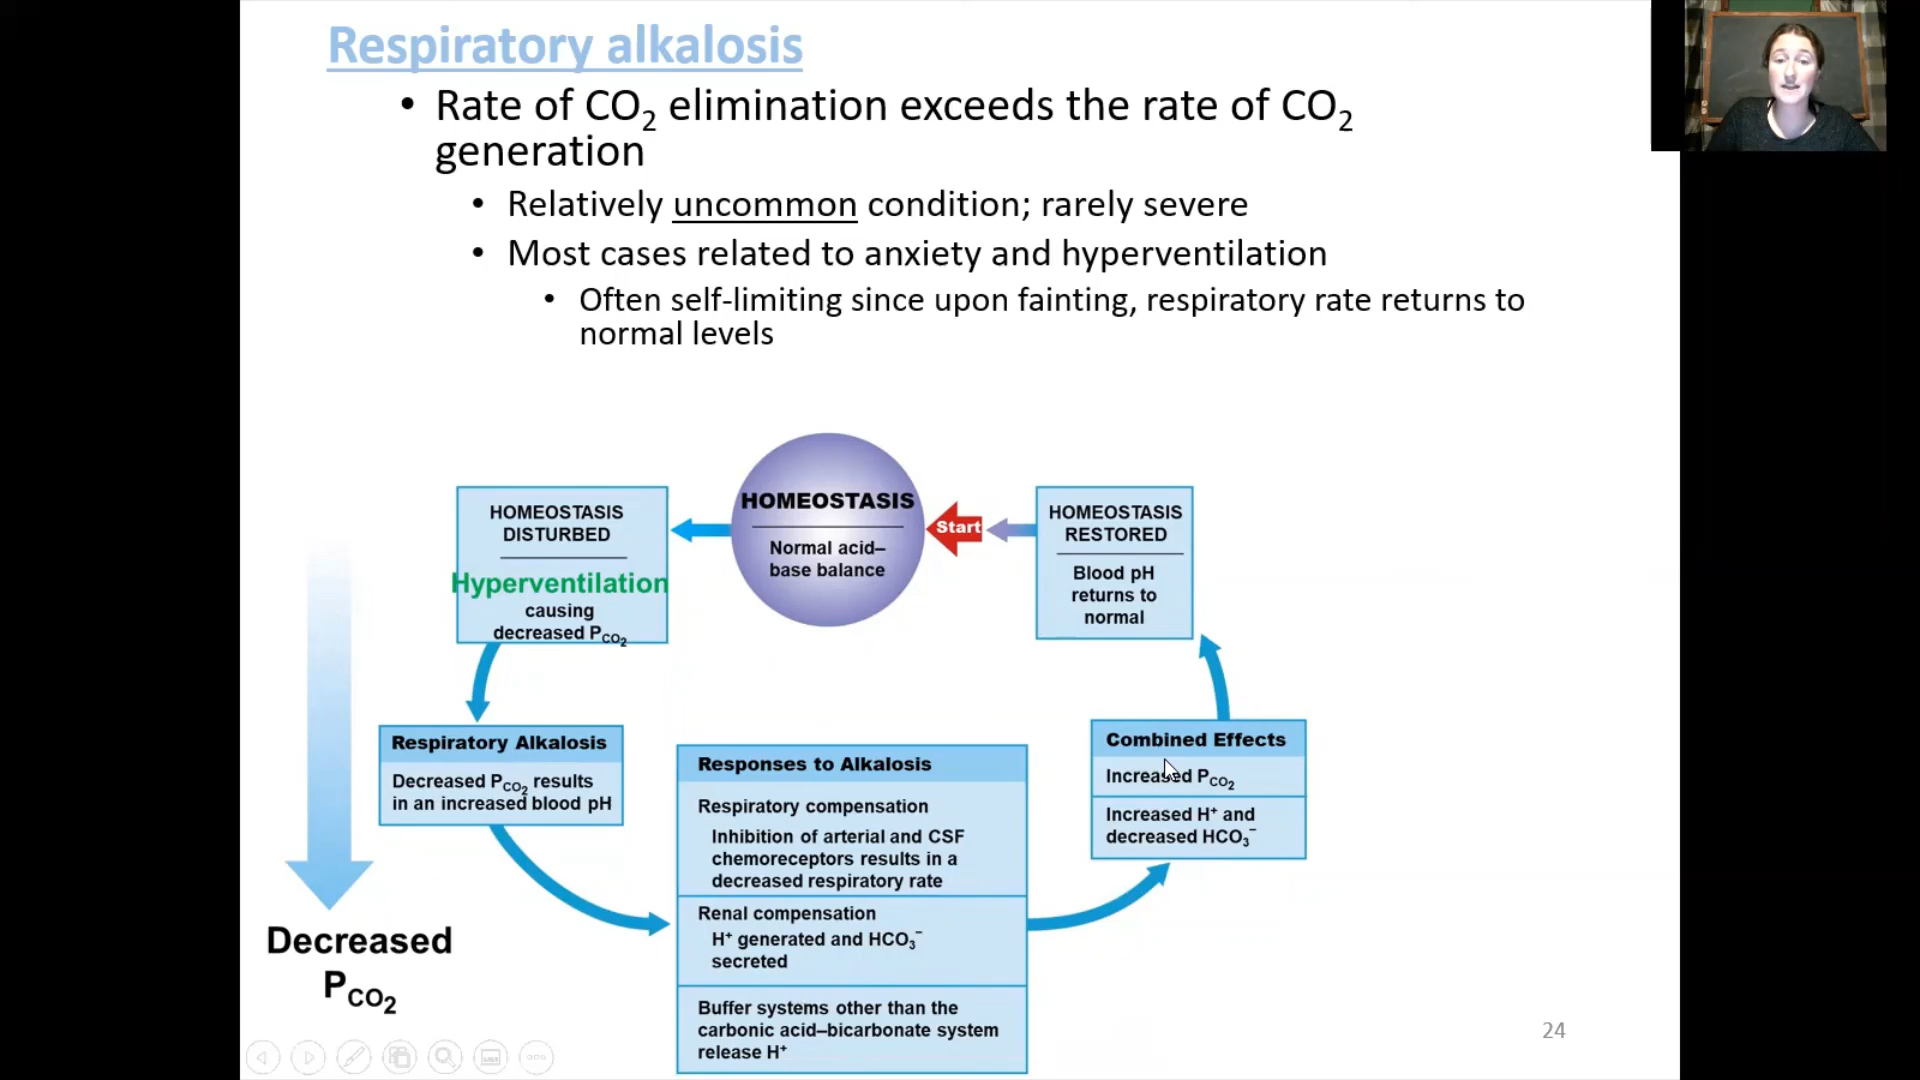 Respiratory alkalosis
• Rate of CO₂ elimination exceeds the rate of CO₂
generation
• Relatively uncommon condition; rarely severe
• Most cases related to anxiety and hyperventilation
• Often self-limiting since upon fainting, respiratory rate returns to
normal levels
HOMEOSTASIS
DISTURBED
Hyperventilation
causing
decreased PCO₂
HOMEOSTASIS
Normal acid–
base balance
Start
HOMEOSTASIS
RESTORED
Blood pH
returns to
normal
Respiratory Alkalosis
Decreased PCO₂ results
in an increased blood pH
Responses to Alkalosis
Respiratory compensation
Inhibition of arterial and CSF
chemoreceptors results in a
decreased respiratory rate
Renal compensation
H⁺ generated and HCO₃⁻
secreted
Buffer systems other than the
carbonic acid–bicarbonate system
release H⁺
Combined Effects
Increased PCO₂
Increased H⁺ and
decreased HCO₃⁻
Decreased
PCO₂
24